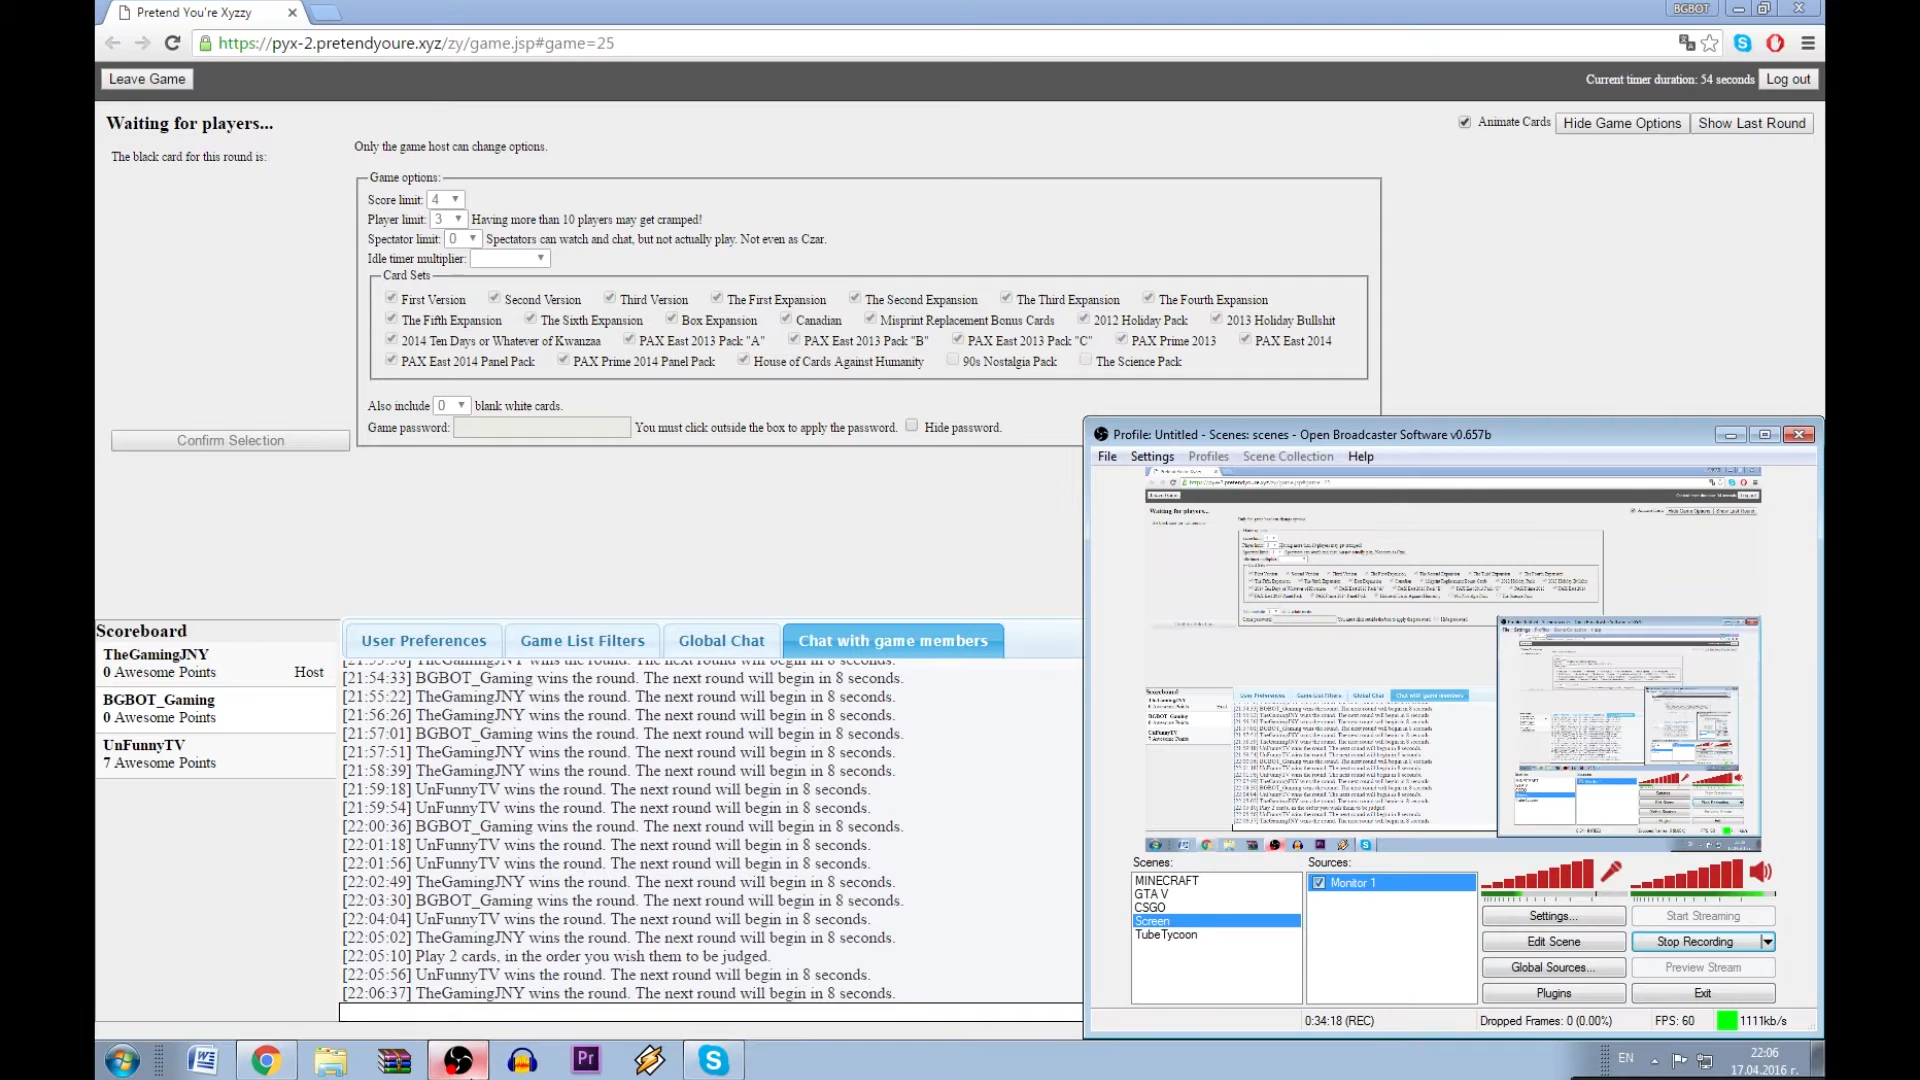 Pretend You're Xyzzy
BGBOT
https://pyx-2.pretendyoure.xyz/zy/game.jsp#game=25
Leave Game
Current timer duration: 54 seconds
Log out
Waiting for players...
Animate Cards
Hide Game Options
Show Last Round
The black card for this round is:
Only the game host can change options.
Game options:
Score limit: 4
Player limit: 3 Having more than 10 players may get cramped!
Spectator limit: 0 Spectators can watch and chat, but not actually play. Not even as Czar.
Idle timer multiplier:
Card Sets
First Version Second Version Third Version The First Expansion The Second Expansion The Third Expansion The Fourth Expansion
The Fifth Expansion The Sixth Expansion Box Expansion Canadian Misprint Replacement Bonus Cards 2012 Holiday Pack 2013 Holiday Bullshit
2014 Ten Days or Whatever of Kwanzaa PAX East 2013 Pack "A" PAX East 2013 Pack "B" PAX East 2013 Pack "C" PAX Prime 2013 PAX East 2014
PAX East 2014 Panel Pack PAX Prime 2014 Panel Pack House of Cards Against Humanity 90s Nostalgia Pack The Science Pack
Also include 0 blank white cards.
Game password: You must click outside the box to apply the password. Hide password.
Confirm Selection
Scoreboard
TheGamingJNY
0 Awesome Points Host
BGBOT_Gaming
0 Awesome Points
UnFunnyTV
7 Awesome Points
User Preferences
Game List Filters
Global Chat
Chat with game members
[21:53:58] TheGamingJNY wins the round. The next round will begin in 8 seconds.
[21:54:33] BGBOT_Gaming wins the round. The next round will begin in 8 seconds.
[21:55:22] TheGamingJNY wins the round. The next round will begin in 8 seconds.
[21:56:26] TheGamingJNY wins the round. The next round will begin in 8 seconds.
[21:57:01] BGBOT_Gaming wins the round. The next round will begin in 8 seconds.
[21:57:51] TheGamingJNY wins the round. The next round will begin in 8 seconds.
[21:58:39] TheGamingJNY wins the round. The next round will begin in 8 seconds.
[21:59:18] UnFunnyTV wins the round. The next round will begin in 8 seconds.
[21:59:54] UnFunnyTV wins the round. The next round will begin in 8 seconds.
[22:00:36] BGBOT_Gaming wins the round. The next round will begin in 8 seconds.
[22:01:18] UnFunnyTV wins the round. The next round will begin in 8 seconds.
[22:01:56] UnFunnyTV wins the round. The next round will begin in 8 seconds.
[22:02:49] TheGamingJNY wins the round. The next round will begin in 8 seconds.
[22:03:30] BGBOT_Gaming wins the round. The next round will begin in 8 seconds.
[22:04:04] UnFunnyTV wins the round. The next round will begin in 8 seconds.
[22:05:02] TheGamingJNY wins the round. The next round will begin in 8 seconds.
[22:05:10] Play 2 cards, in the order you wish them to be judged.
[22:05:56] UnFunnyTV wins the round. The next round will begin in 8 seconds.
[22:06:37] TheGamingJNY wins the round. The next round will begin in 8 seconds.
Profile: Untitled - Scenes: scenes - Open Broadcaster Software v0.657b
File Settings Profiles Scene Collection Help
Scenes:
MINECRAFT
GTA V
CSGO
Screen
TubeTycoon
Sources:
Monitor 1
Settings...
Start Streaming
Edit Scene
Stop Recording
Global Sources...
Preview Stream
Plugins
Exit
0:34:18 (REC)
Dropped Frames: 0 (0.00%)
FPS: 60
1111kb/s
Pr
EN
22:06
17.04.2016 г.